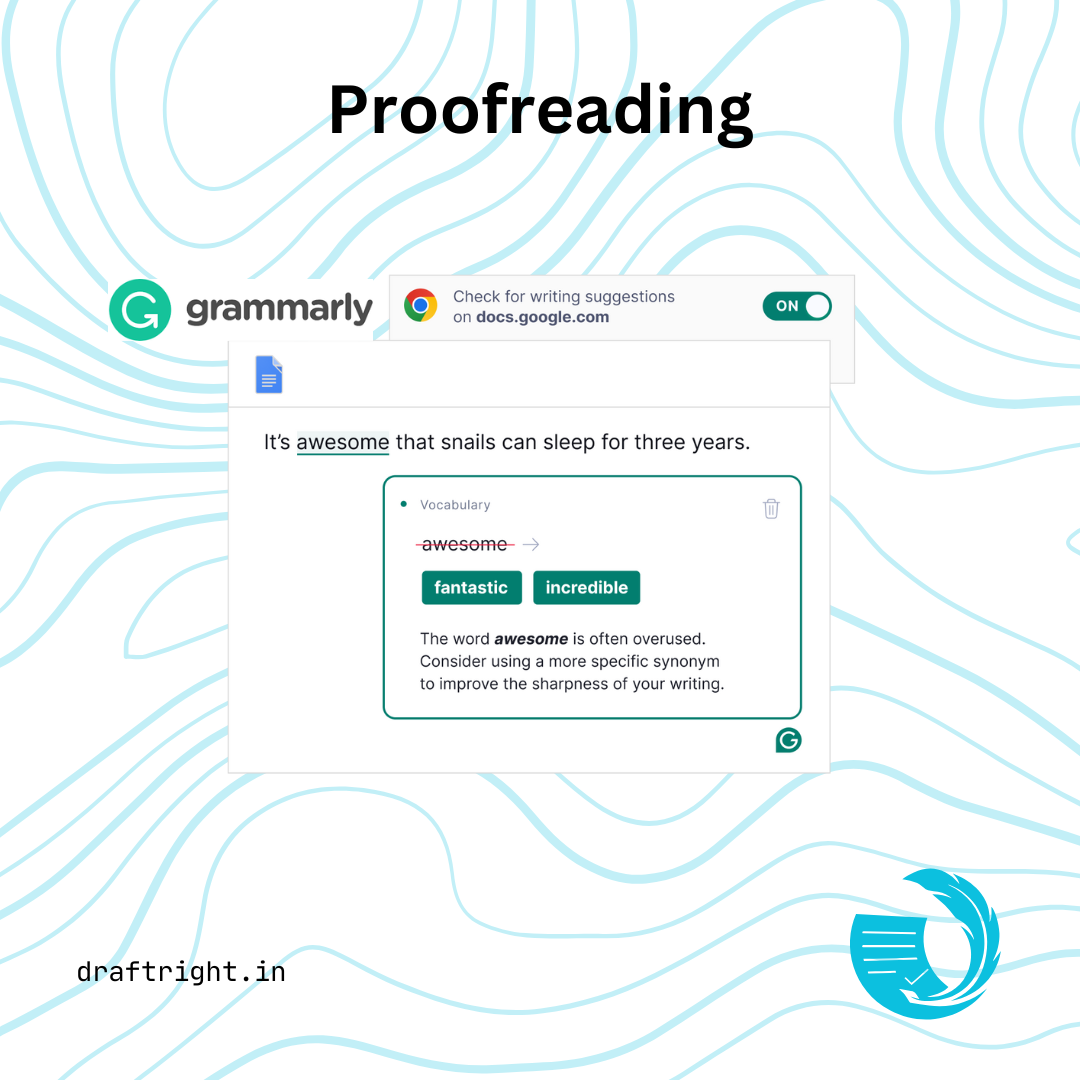 Proofreading
grammarly
Check for writing suggestions
on docs.google.com
ON
It’s awesome that snails can sleep for three years.
Vocabulary
awesome →
fantastic incredible
The word awesome is often overused.
Consider using a more specific synonym
to improve the sharpness of your writing.
draftright.in